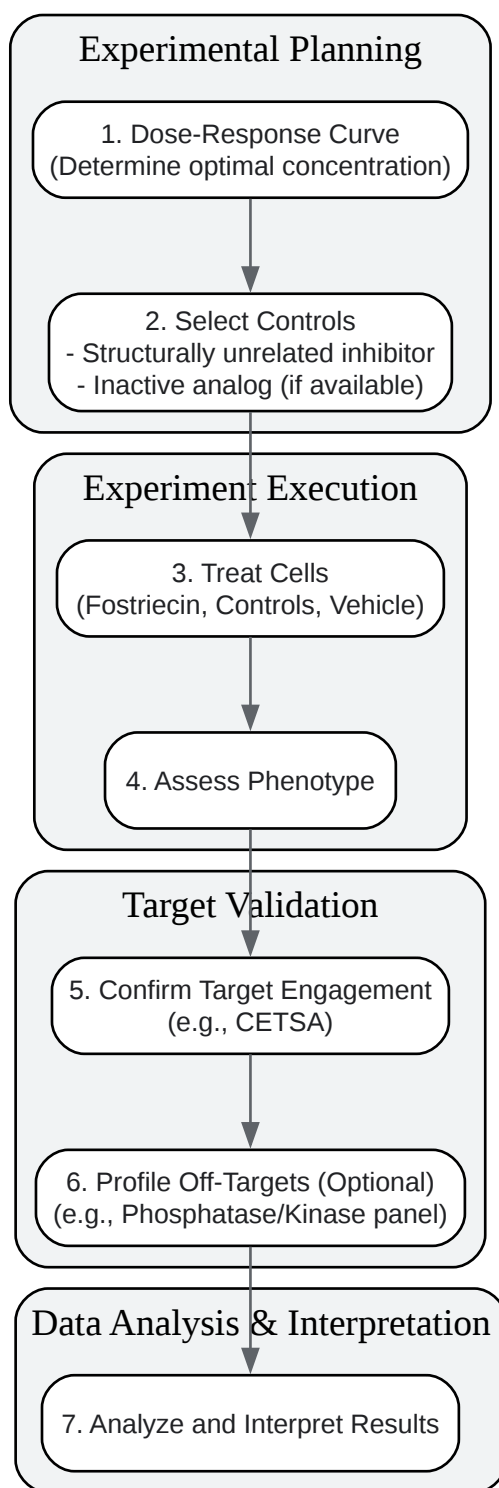 Experimental Planning
1. Dose-Response Curve
(Determine optimal concentration)
2. Select Controls
- Structurally unrelated inhibitor
- Inactive analog (if available)
Experiment Execution
3. Treat Cells
(Fostriecin, Controls, Vehicle)
4. Assess Phenotype
Target Validation
5. Confirm Target Engagement
(e.g., CETSA)
6. Profile Off-Targets (Optional)
(e.g., Phosphatase/Kinase panel)
Data Analysis & Interpretation
7. Analyze and Interpret Results